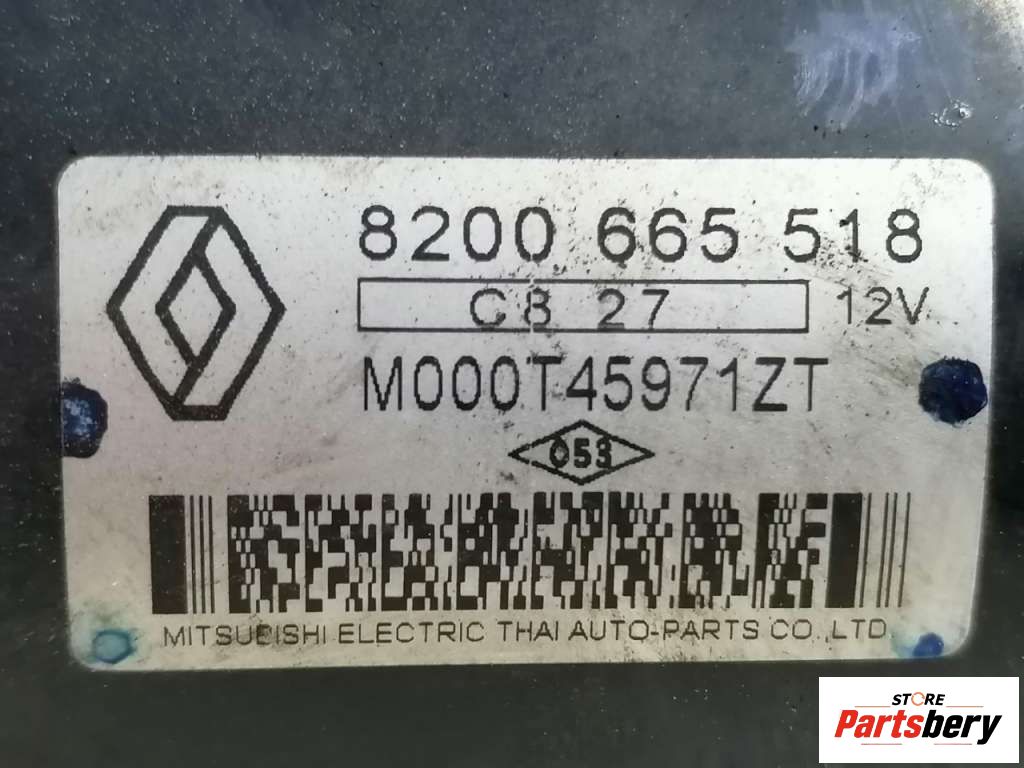 8200 665 518
C8 27 12V
M000T45971ZT
053
MITSUBISHI ELECTRIC THAI AUTO-PARTS CO.,LTD.
STORE
Partsbery